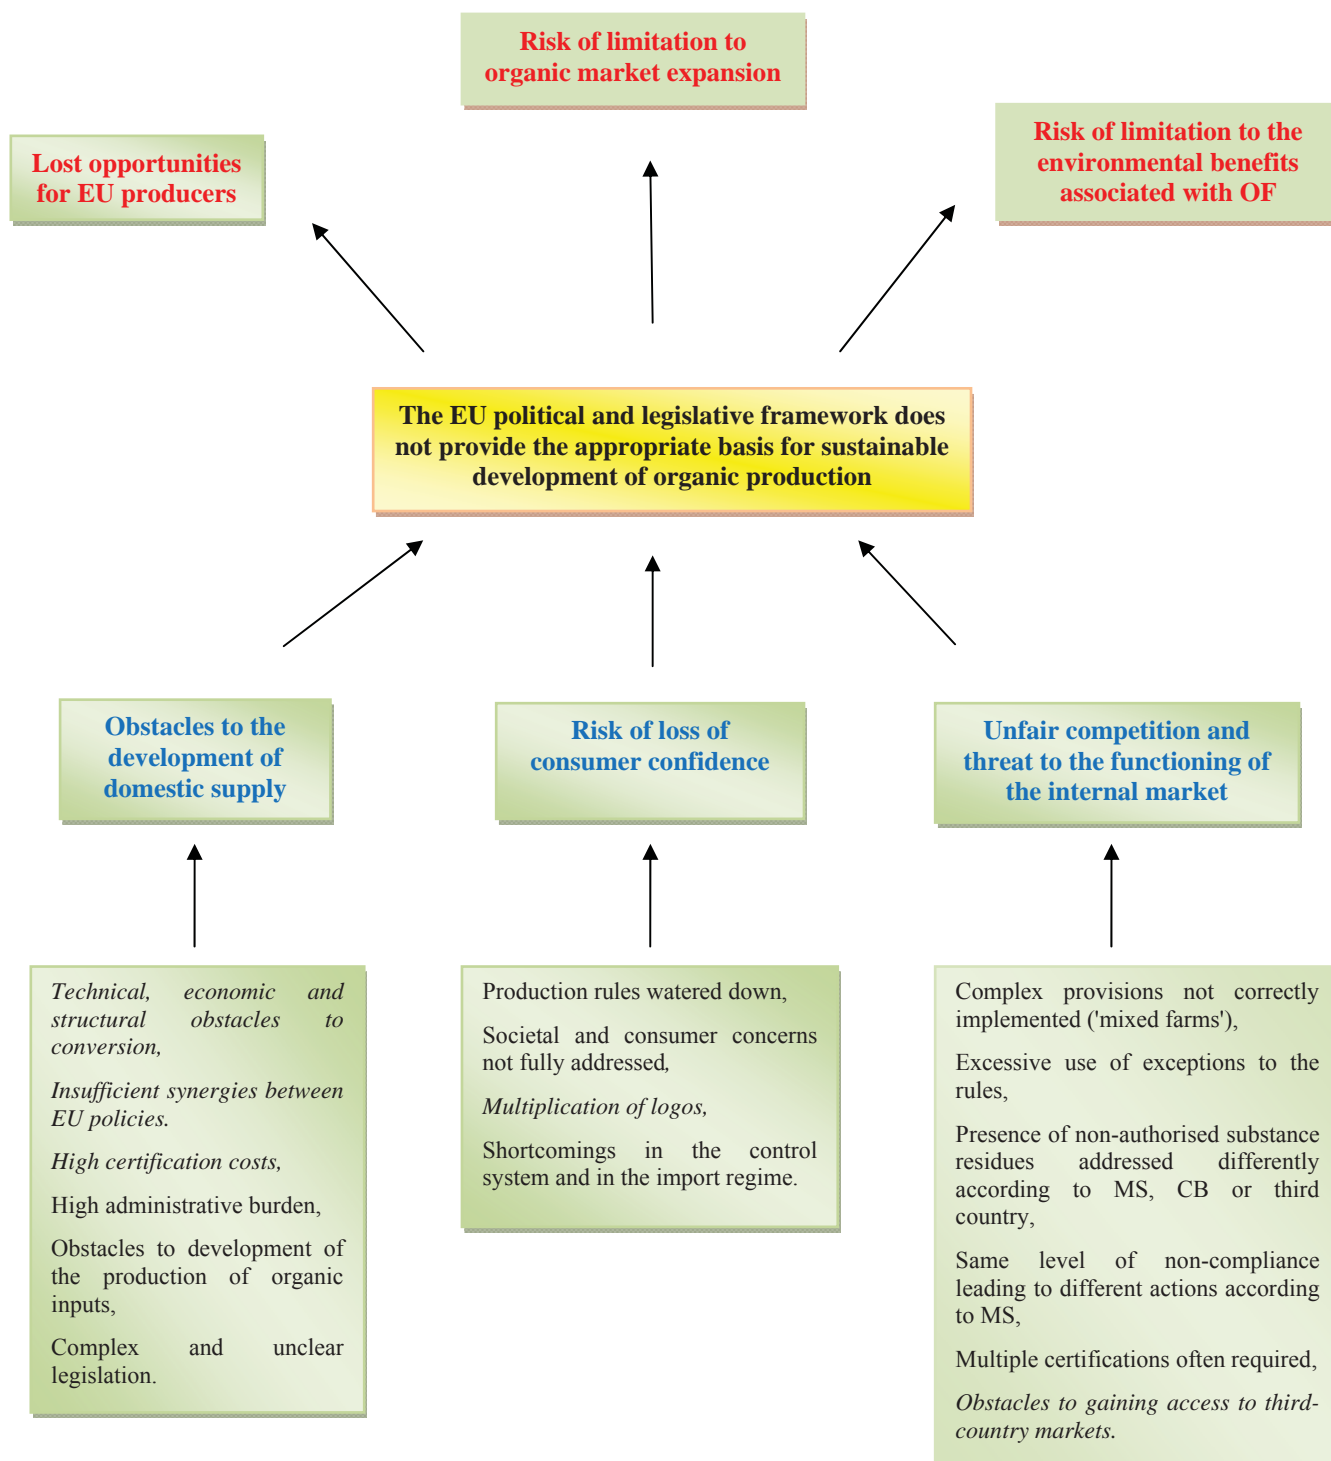 Risk of limitation to
organic market expansion
Lost opportunities
for EU producers
Risk of limitation to the
environmental benefits
associated with OF
The EU political and legislative framework does
not provide the appropriate basis for sustainable
development of organic production
Obstacles to the
development of
domestic supply
Risk of loss of
consumer confidence
Unfair competition and
threat to the functioning of
the internal market
Technical, economic and
structural obstacles to
conversion,
Insufficient synergies between
EU policies.
High certification costs,
High administrative burden,
Obstacles to development of
the production of organic
inputs,
Complex and unclear
legislation.
Production rules watered down,
Societal and consumer concerns
not fully addressed,
Multiplication of logos,
Shortcomings in the control
system and in the import regime.
Complex provisions not correctly
implemented ('mixed farms'),
Excessive use of exceptions to the
rules,
Presence of non-authorised substance
residues addressed differently
according to MS, CB or third
country,
Same level of non-compliance
leading to different actions according
to MS,
Multiple certifications often required,
Obstacles to gaining access to third-
country markets.